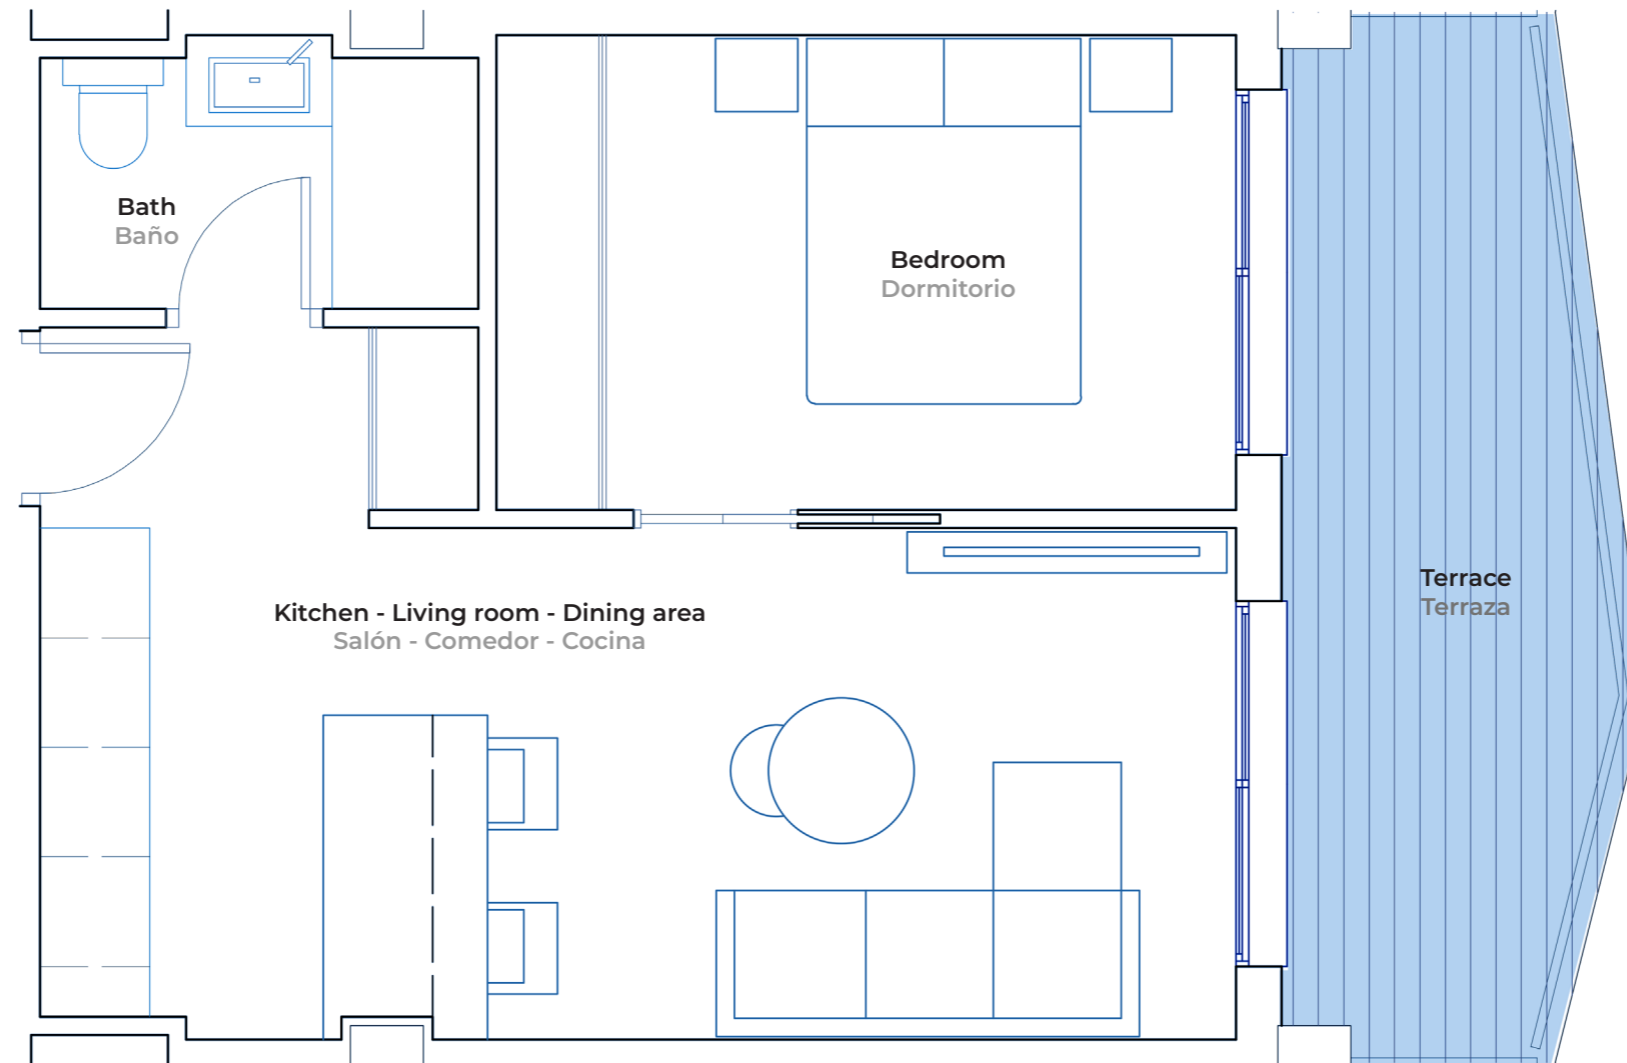 Bath
Baño
Bedroom
Dormitorio
Terrace
Terraza
Kitchen - Living room - Dining area
Salón - Comedor - Cocina